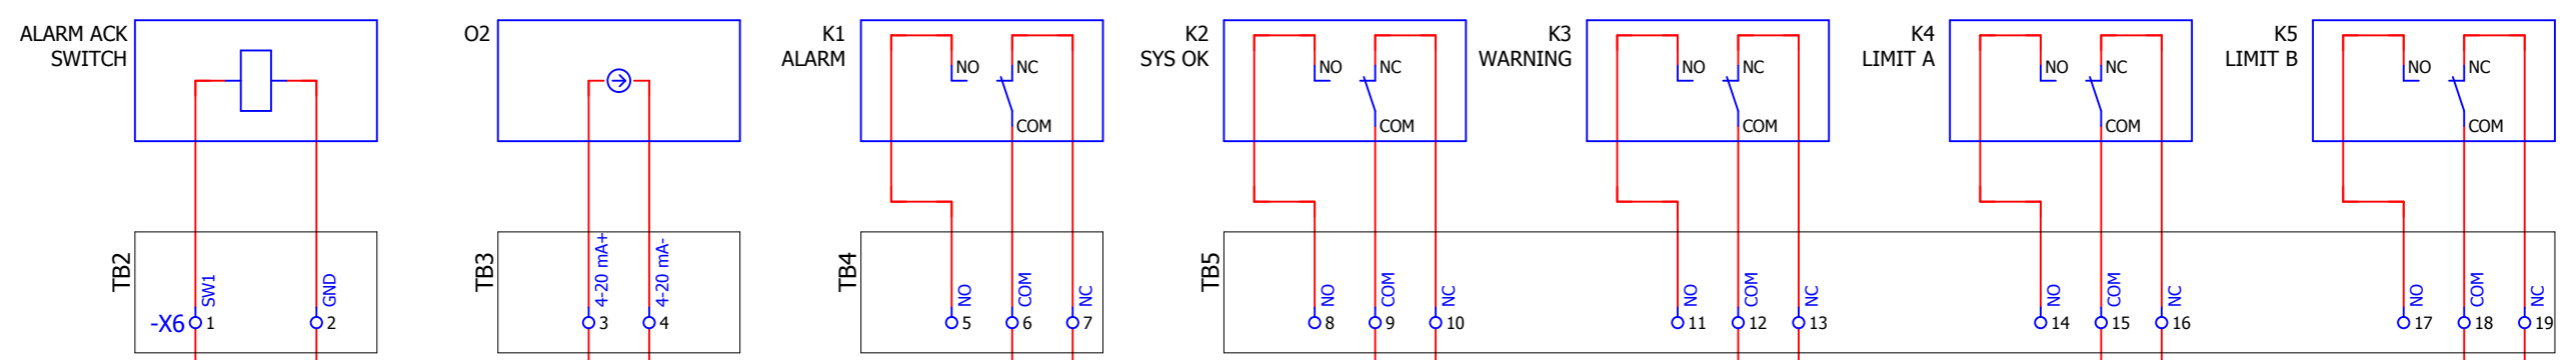 ALARM ACK
SWITCH
O2
K1
ALARM
NO
NC
COM
K2
SYS OK
NO
NC
COM
K3
WARNING
NO
NC
COM
K4
LIMIT A
NO
NC
COM
K5
LIMIT B
NO
NC
COM
TB2
SW1
GND
-X6
1
2
TB3
4-20 mA+
4-20 mA-
3
4
TB4
NO
COM
NC
5
6
7
TB5
NO
COM
NC
8
9
10
NO
COM
NC
11
12
13
NO
COM
NC
14
15
16
NO
COM
NC
17
18
19